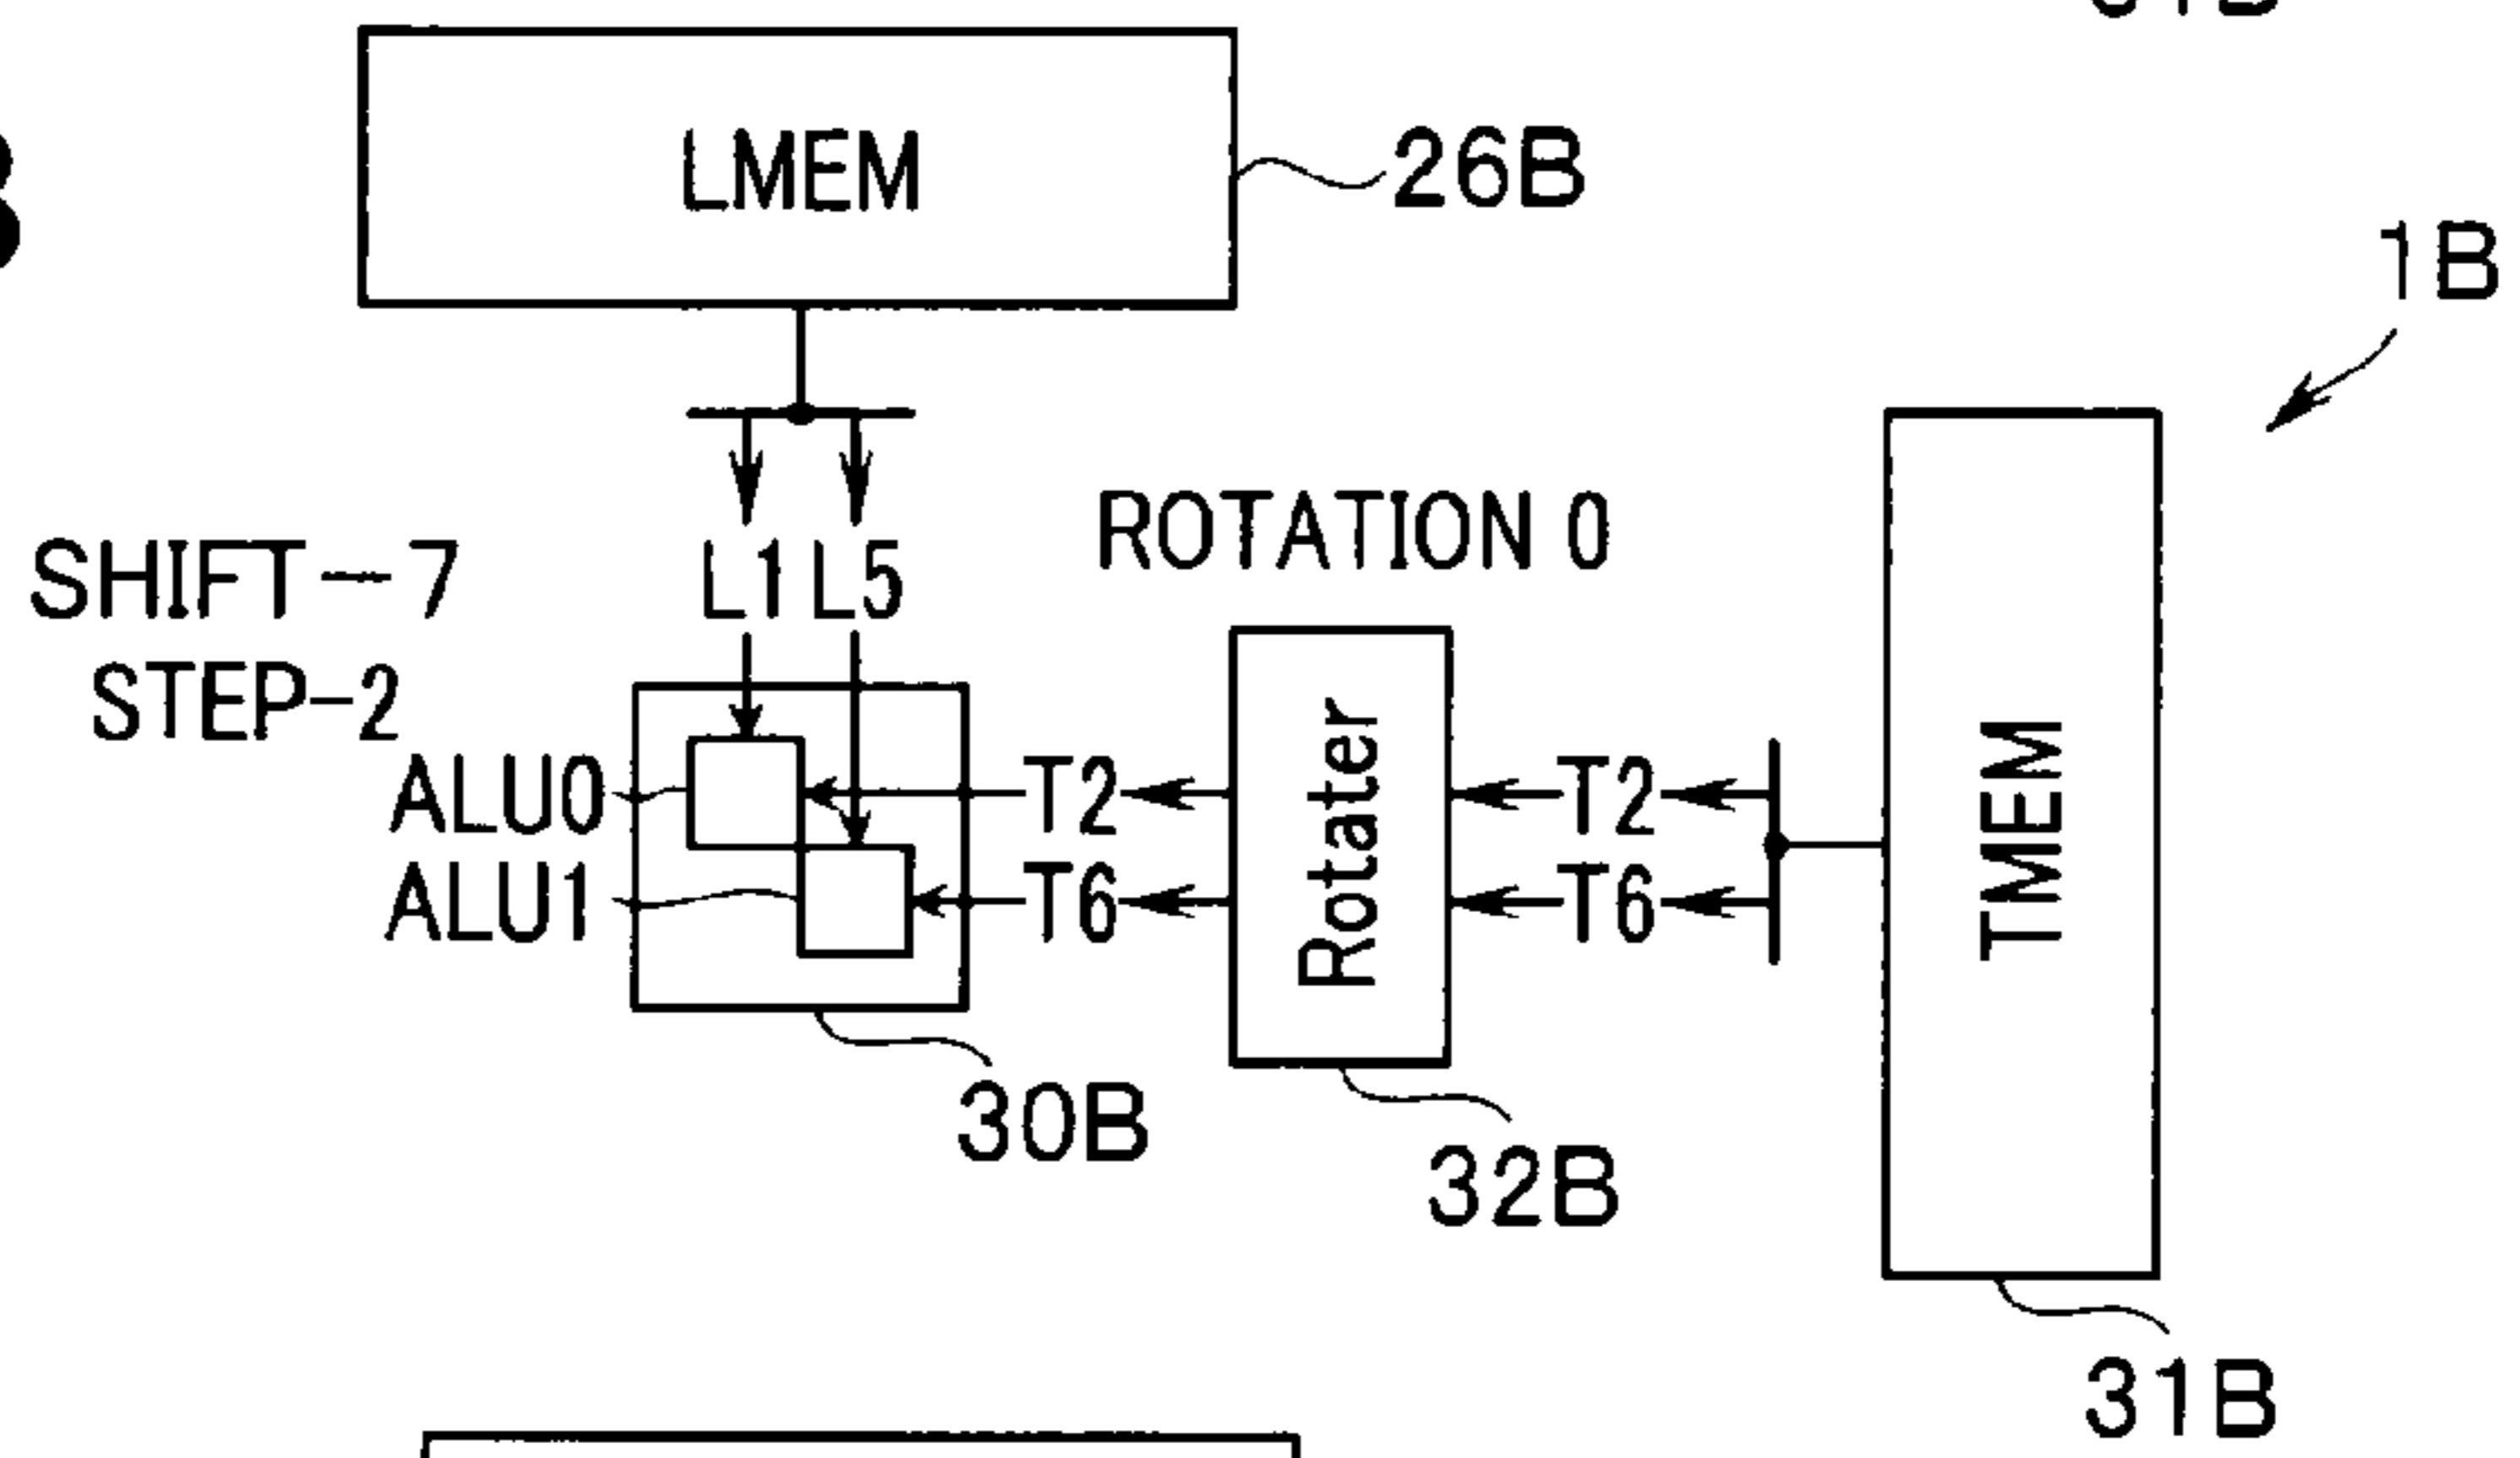 LMEM
26B
1B
ROTATION 0
SHIFT-7
L1 L5
STEP-2
ALU0
T2
T2
ALU1
T6
T6
Rotater
TMEM
30B
32B
31B